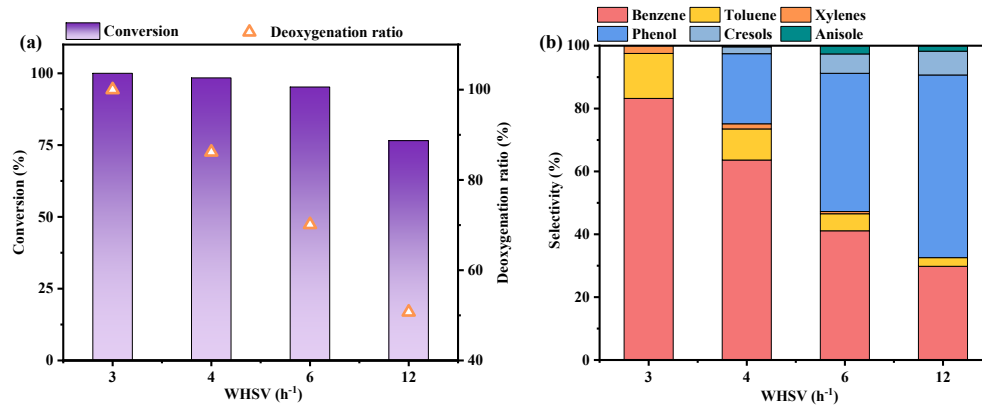 (a)
Conversion
Deoxygenation ratio
Conversion (%)
100
75
50
25
0
Deoxygenation ratio (%)
100
80
60
40
3
4
6
12
WHSV (h⁻¹)
(b)
Benzene
Toluene
Xylenes
Phenol
Cresols
Anisole
Selectivity (%)
100
80
60
40
20
0
3
4
6
12
WHSV (h⁻¹)